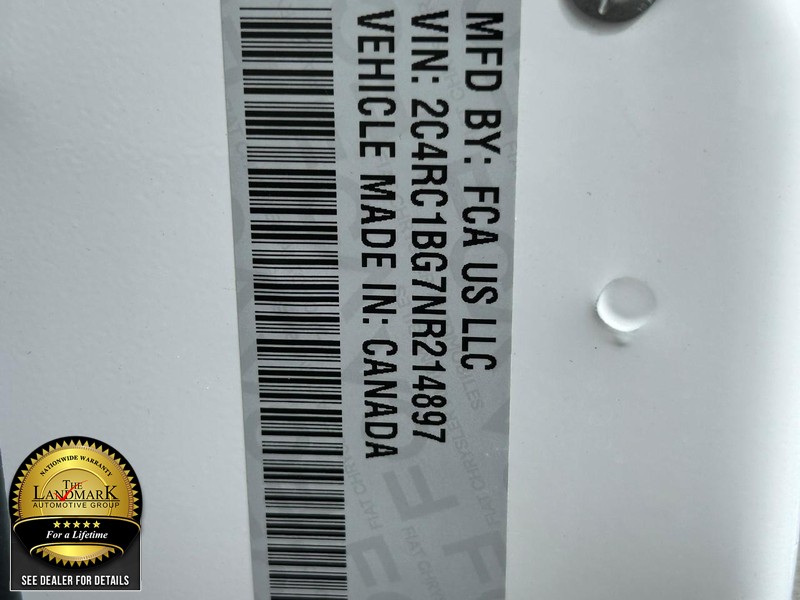 MFD BY: FCA US LLC
VIN: 2C4RC1BG7NR214897
VEHICLE MADE IN: CANADA
NATIONWIDE WARRANTY
THE
LANDMARK
AUTOMOTIVE GROUP
For a Lifetime
SEE DEALER FOR DETAILS